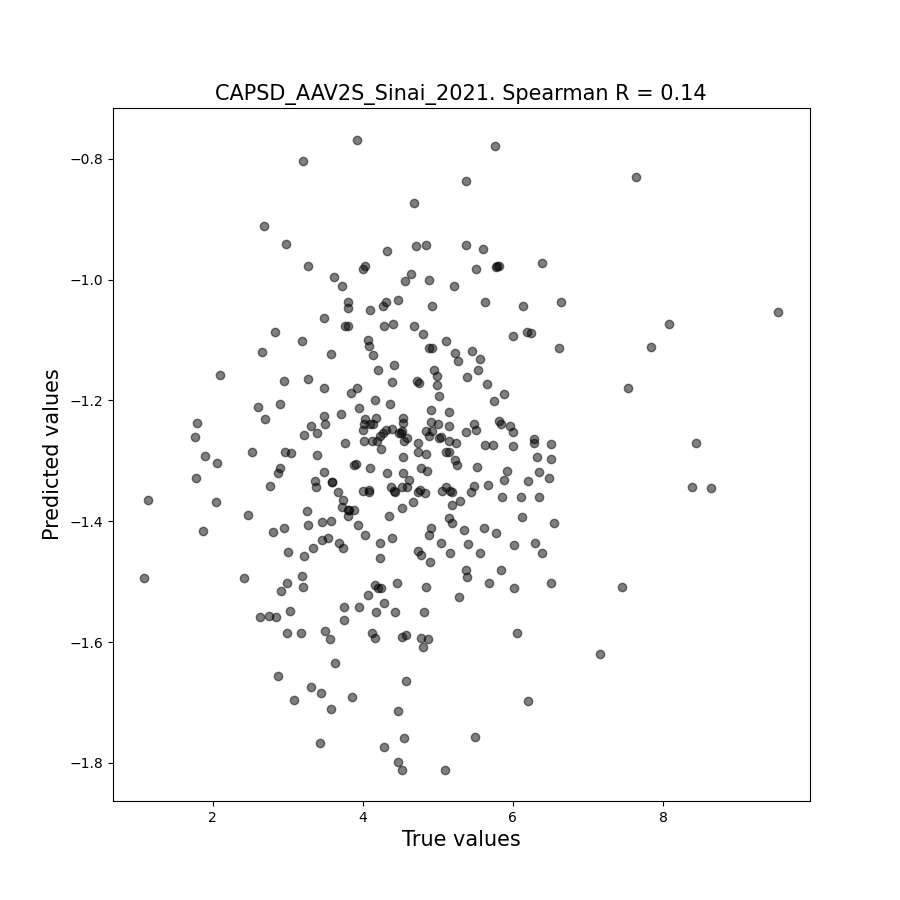 CAPSD_AAV2S_Sinai_2021. Spearman R = 0.14
Predicted values
−0.8
−1.0
−1.2
−1.4
−1.6
−1.8
2 4 6 8
True values